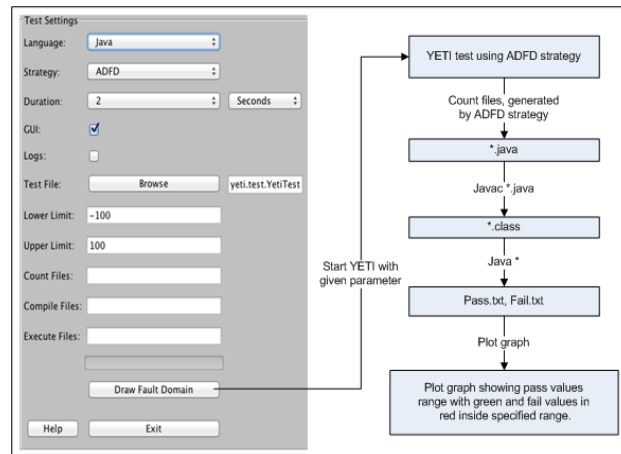 Test Settings
Language: Java
Strategy: ADFD
Duration: 2 Seconds
GUI:
Logs:
Test File: Browse yeti.test.YetiTest
Lower Limit: -100
Upper Limit: 100
Count Files:
Compile Files:
Execute Files:
Draw Fault Domain
Help Exit
Start YETI with
given parameter
YETI test using ADFD strategy
Count files, generated
by ADFD strategy
*.java
Javac *.java
*.class
Java *
Pass.txt, Fail.txt
Plot graph
Plot graph showing pass values
range with green and fail values in
red inside specified range.